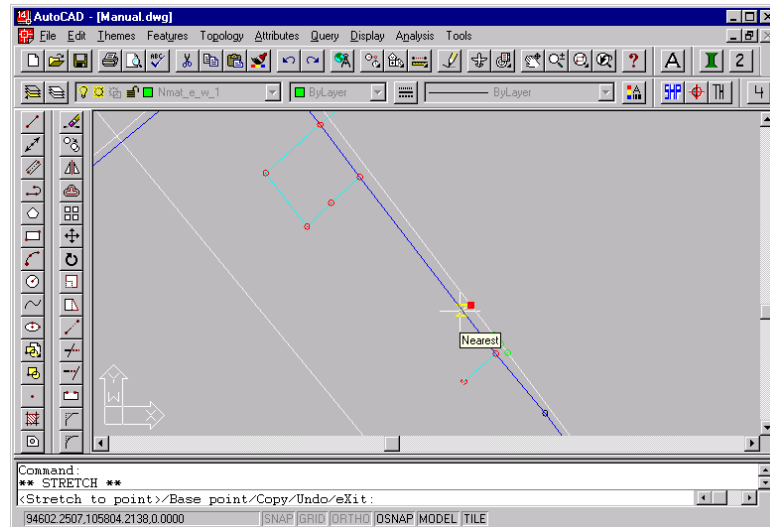 AutoCAD - [Manual.dwg]
File Edit Themes Features Topology Attributes Query Display Analysis Tools
ABC ? A 2
Nmat_e_w_1 ByLayer ByLayer SHP TH 4
Nearest
Y
W
X
Command:
** STRETCH **
<Stretch to point>/Base point/Copy/Undo/eXit:
94602.2507,105804.2138,0.0000 SNAP GRID ORTHO OSNAP MODEL TILE